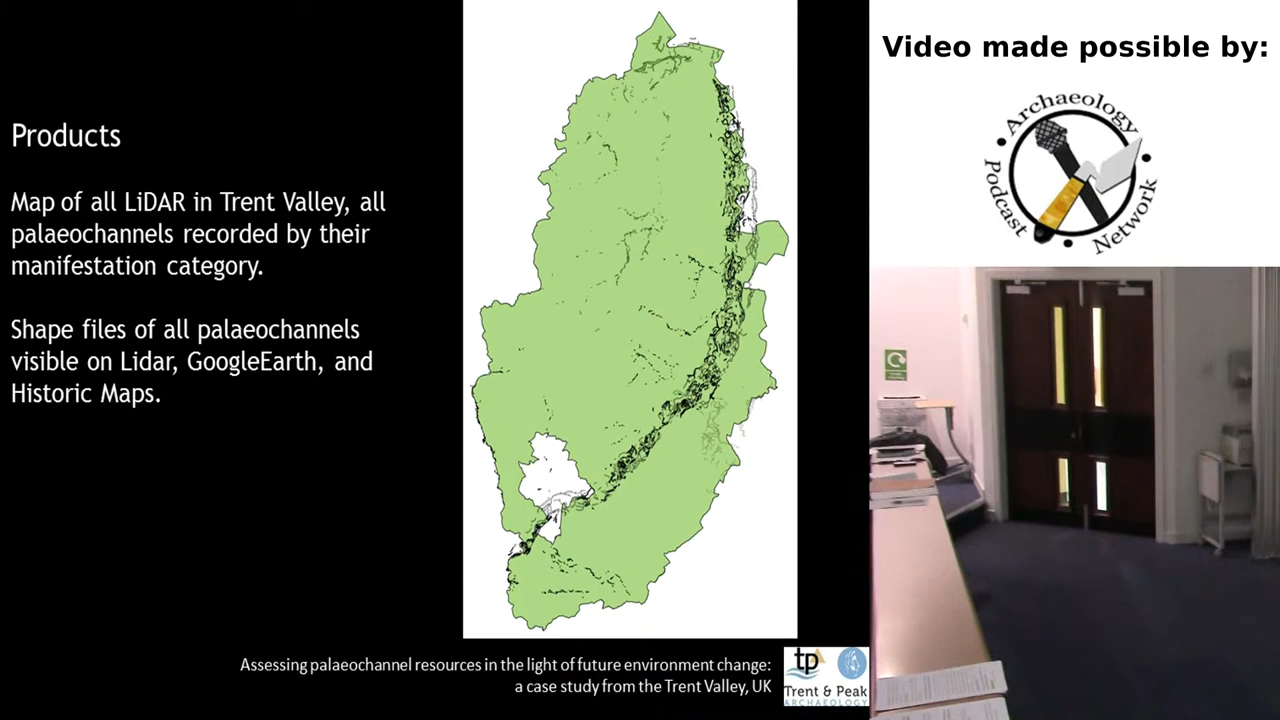 Products
Map of all LiDAR in Trent Valley, all
palaeochannels recorded by their
manifestation category.
Shape files of all palaeochannels
visible on Lidar, GoogleEarth, and
Historic Maps.
Assessing palaeochannel resources in the light of future environment change:
a case study from the Trent Valley, UK
tp
Trent & Peak
ARCHAEOLOGY
Video made possible by:
Archaeology
Podcast
Network